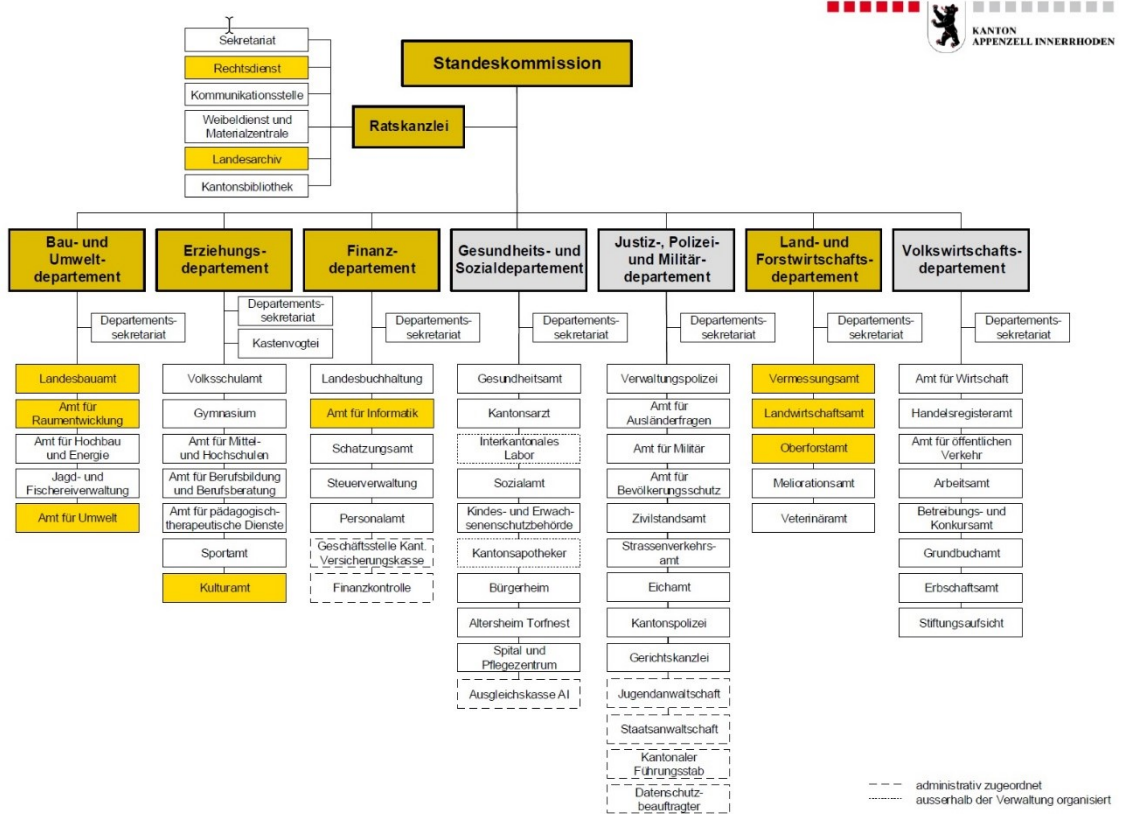 KANTON
APPENZELL INNERRHODEN
Sekretariat
Rechtsdienst
Kommunikationsstelle
Weibeldienst und
Materialzentrale
Landesarchiv
Kantonsbibliothek
Standeskommission
Ratskanzlei
Bau- und
Umwelt-
departement
Departements-
sekretariat
Landesbauamt
Amt für
Raumentwicklung
Amt für Hochbau
und Energie
Jagd- und
Fischereiverwaltung
Amt für Umwelt
Erziehungs-
departement
Departements-
sekretariat
Kastenvogtei
Volksschulamt
Gymnasium
Amt für Mittel-
und Hochschulen
Amt für Berufsbildung
und Berufsberatung
Amt für pädagogisch-
therapeutische Dienste
Sportamt
Kulturamt
Finanz-
departement
Departements-
sekretariat
Landesbuchhaltung
Amt für Informatik
Schatzungsamt
Steuerverwaltung
Personalamt
Geschäftsstelle Kant.
Versicherungskasse
Finanzkontrolle
Gesundheits- und
Sozialdepartement
Departements-
sekretariat
Gesundheitsamt
Kantonsarzt
Interkantonales
Labor
Sozialamt
Kindes- und Erwach-
senenschutzbehörde
Kantonsapotheker
Bürgerheim
Altersheim Torfnest
Spital und
Pflegezentrum
Ausgleichskasse AI
Justiz-, Polizei-
und Militär-
departement
Departements-
sekretariat
Verwaltungspolizei
Amt für
Ausländerfragen
Amt für Militär
Amt für
Bevölkerungsschutz
Zivilstandsamt
Strassenverkehrs-
amt
Eichamt
Kantonspolizei
Gerichtskanzlei
Jugendanwaltschaft
Staatsanwaltschaft
Kantonaler
Führungsstab
Datenschutz-
beauftragter
Land- und
Forstwirtschafts-
departement
Departements-
sekretariat
Vermessungsamt
Landwirtschaftsamt
Oberforstamt
Meliorationsamt
Veterinäramt
Volkswirtschafts-
departement
Departements-
sekretariat
Amt für Wirtschaft
Handelsregisteramt
Amt für öffentlichen
Verkehr
Arbeitsamt
Betreibungs- und
Konkursamt
Grundbuchamt
Erbschaftsamt
Stiftungsaufsicht
administrativ zugeordnet
ausserhalb der Verwaltung organisiert